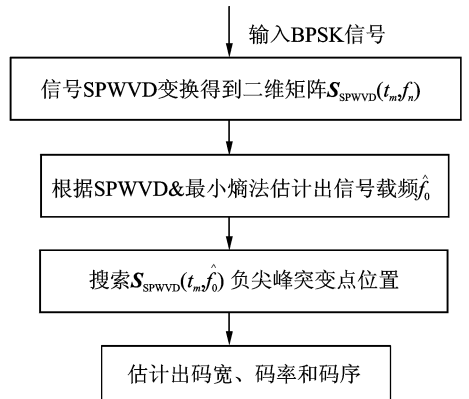 输入BPSK信号
信号SPWVD变换得到二维矩阵S_SPWVD(t_m,f_n)
根据SPWVD&最小熵法估计出信号载频f̂_0
搜索S_SPWVD(t_m,f̂_0) 负尖峰突变点位置
估计出码宽、码率和码序